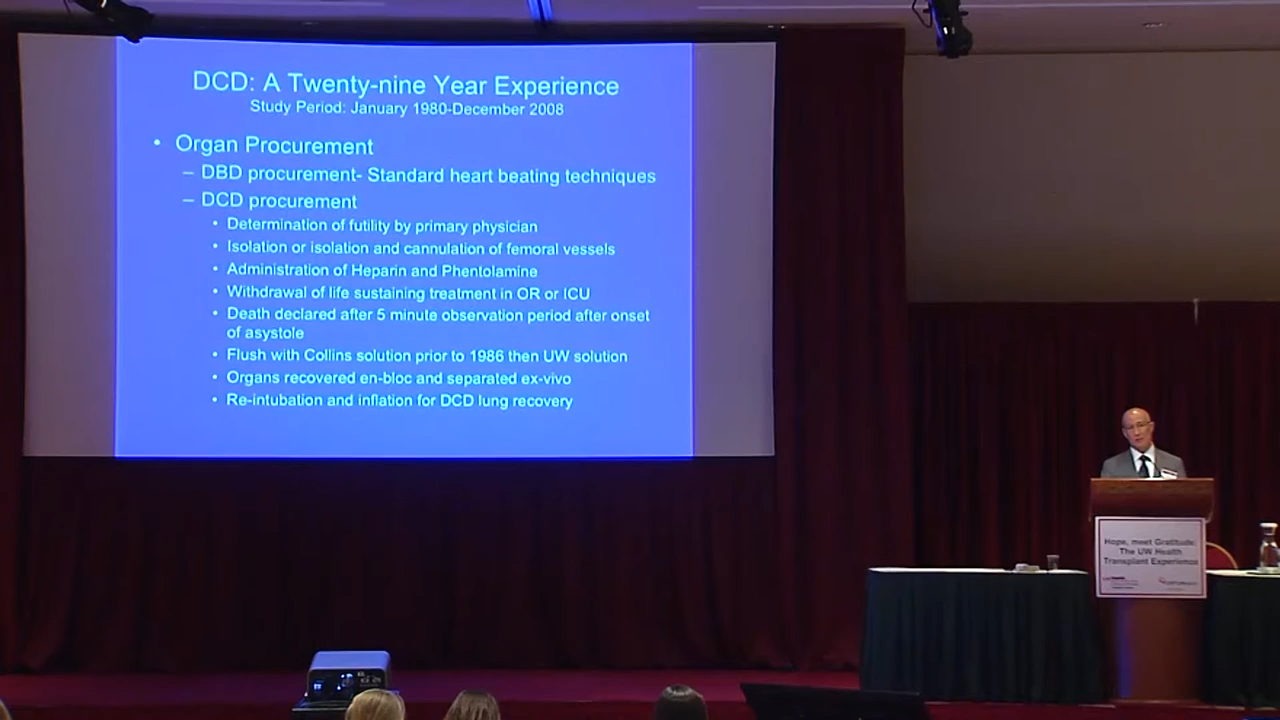 DCD: A Twenty-nine Year Experience
Study Period: January 1980-December 2008
• Organ Procurement
– DBD procurement- Standard heart beating techniques
– DCD procurement
• Determination of futility by primary physician
• Isolation or isolation and cannulation of femoral vessels
• Administration of Heparin and Phentolamine
• Withdrawal of life sustaining treatment in OR or ICU
• Death declared after 5 minute observation period after onset
of asystole
• Flush with Collins solution prior to 1986 then UW solution
• Organs recovered en-bloc and separated ex-vivo
• Re-intubation and inflation for DCD lung recovery
Hope, meet Gratitude:
The UW Health
Transplant Experience